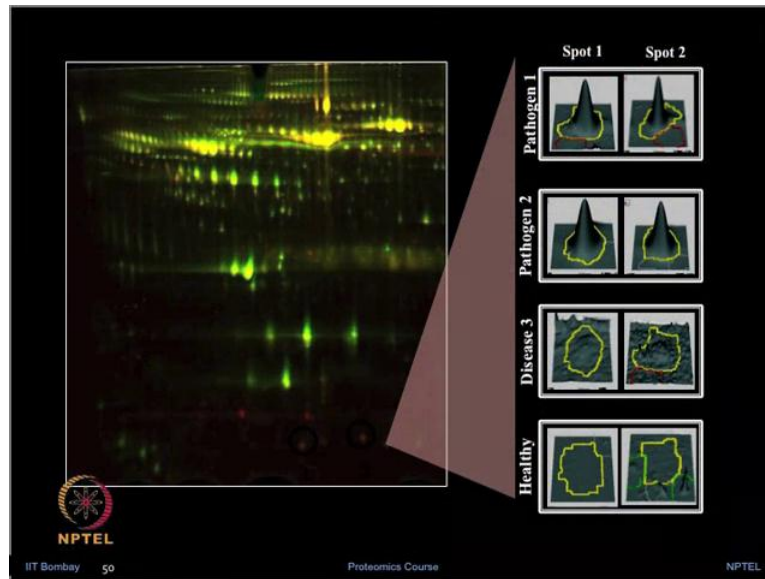 Spot 1
Spot 2
Pathogen 1
Pathogen 2
Disease 3
Healthy
NPTEL
IIT Bombay
50
Proteomics Course
NPTEL